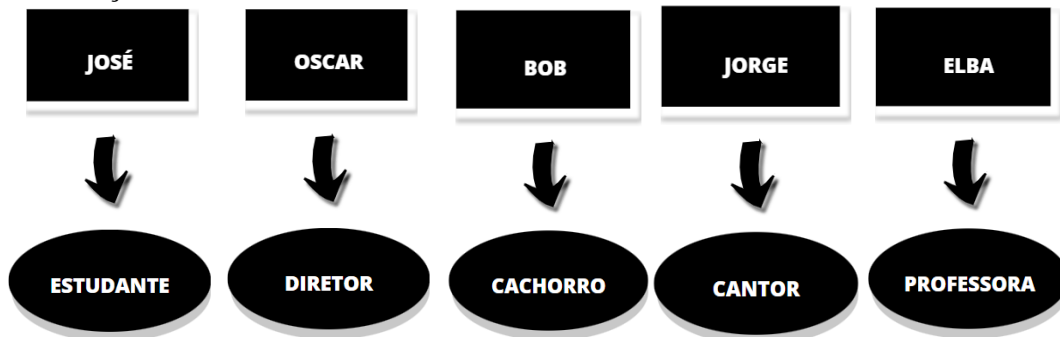 JOSÉ
OSCAR
BOB
JORGE
ELBA
ESTUDANTE
DIRETOR
CACHORRO
CANTOR
PROFESSORA